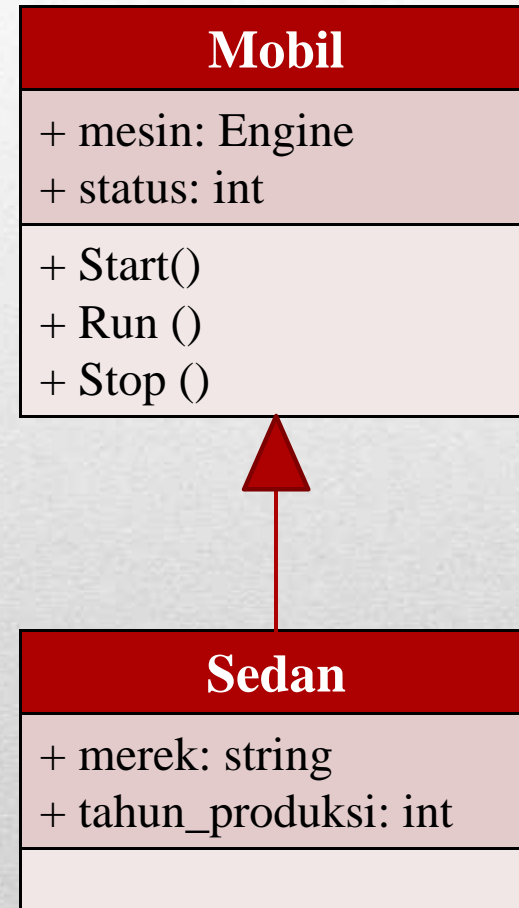 Mobil
+ mesin: Engine
+ status: int
+ Start()
+ Run ()
+ Stop ()
Sedan
+ merek: string
+ tahun_produksi: int